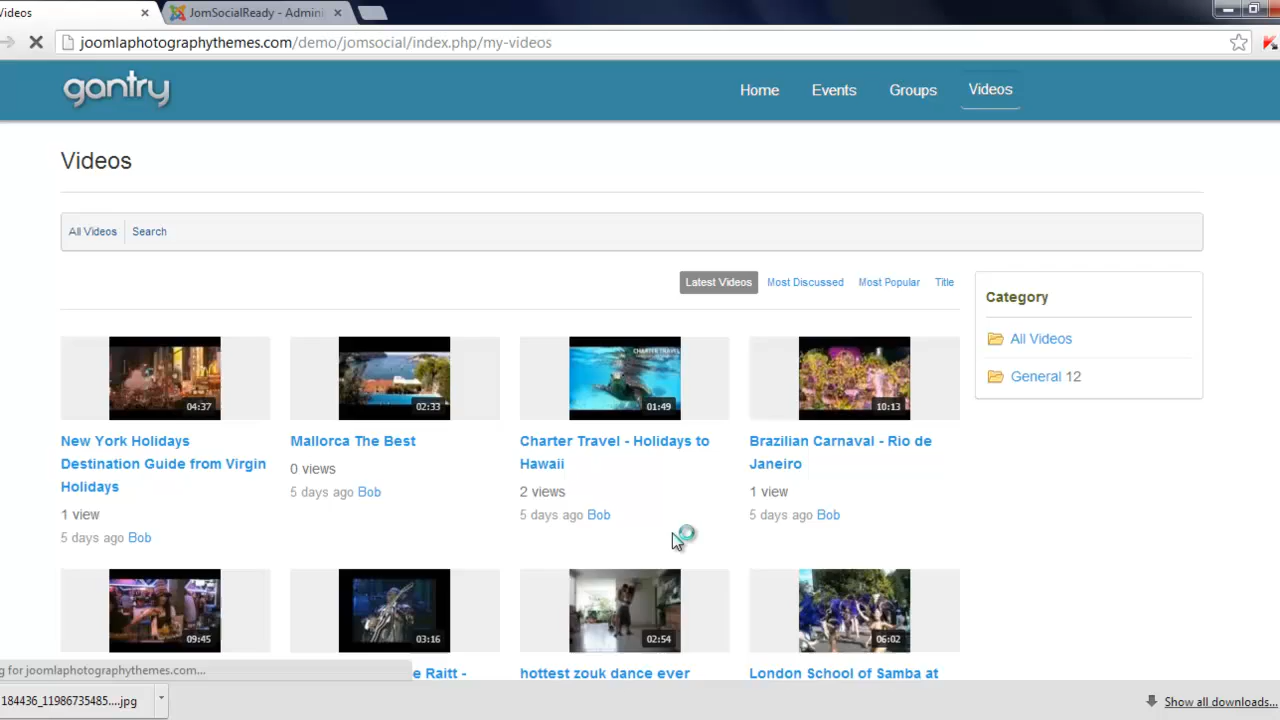 Videos
JomSocialReady - Admini
joomlaphotographythemes.com/demo/jomsocial/index.php/my-videos
gantry
Home Events Groups Videos
Videos
All Videos Search
Latest Videos Most Discussed Most Popular Title
Category
All Videos
General 12
CHARTER TRAVEL
04:37
02:33
01:49
10:13
New York Holidays
Destination Guide from Virgin
Holidays
1 view
5 days ago Bob
Mallorca The Best
0 views
5 days ago Bob
Charter Travel - Holidays to
Hawaii
2 views
5 days ago Bob
Brazilian Carnaval - Rio de
Janeiro
1 view
5 days ago Bob
09:45
03:16
02:54
06:02
e Raitt -
hottest zouk dance ever
London School of Samba at
g for joomlaphotographythemes.com...
184436_11986735485....jpg
Show all downloads...